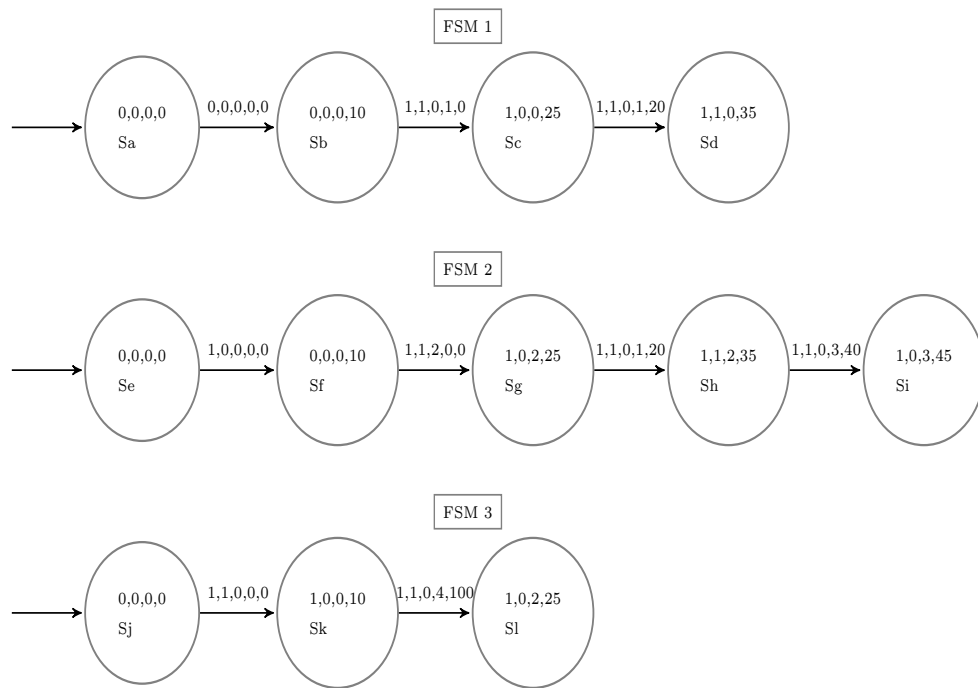 FSM 1
0,0,0,0,0 1,1,0,1,0 1,1,0,1,20
0,0,0,0 0,0,0,10 1,0,0,25 1,1,0,35
Sa Sb Sc Sd
FSM 2
1,0,0,0,0 1,1,2,0,0 1,1,0,1,20 1,1,0,3,40
0,0,0,0 0,0,0,10 1,0,2,25 1,1,2,35 1,0,3,45
Se Sf Sg Sh Si
FSM 3
1,1,0,0,0 1,1,0,4,100
0,0,0,0 1,0,0,10 1,0,2,25
Sj Sk Sl